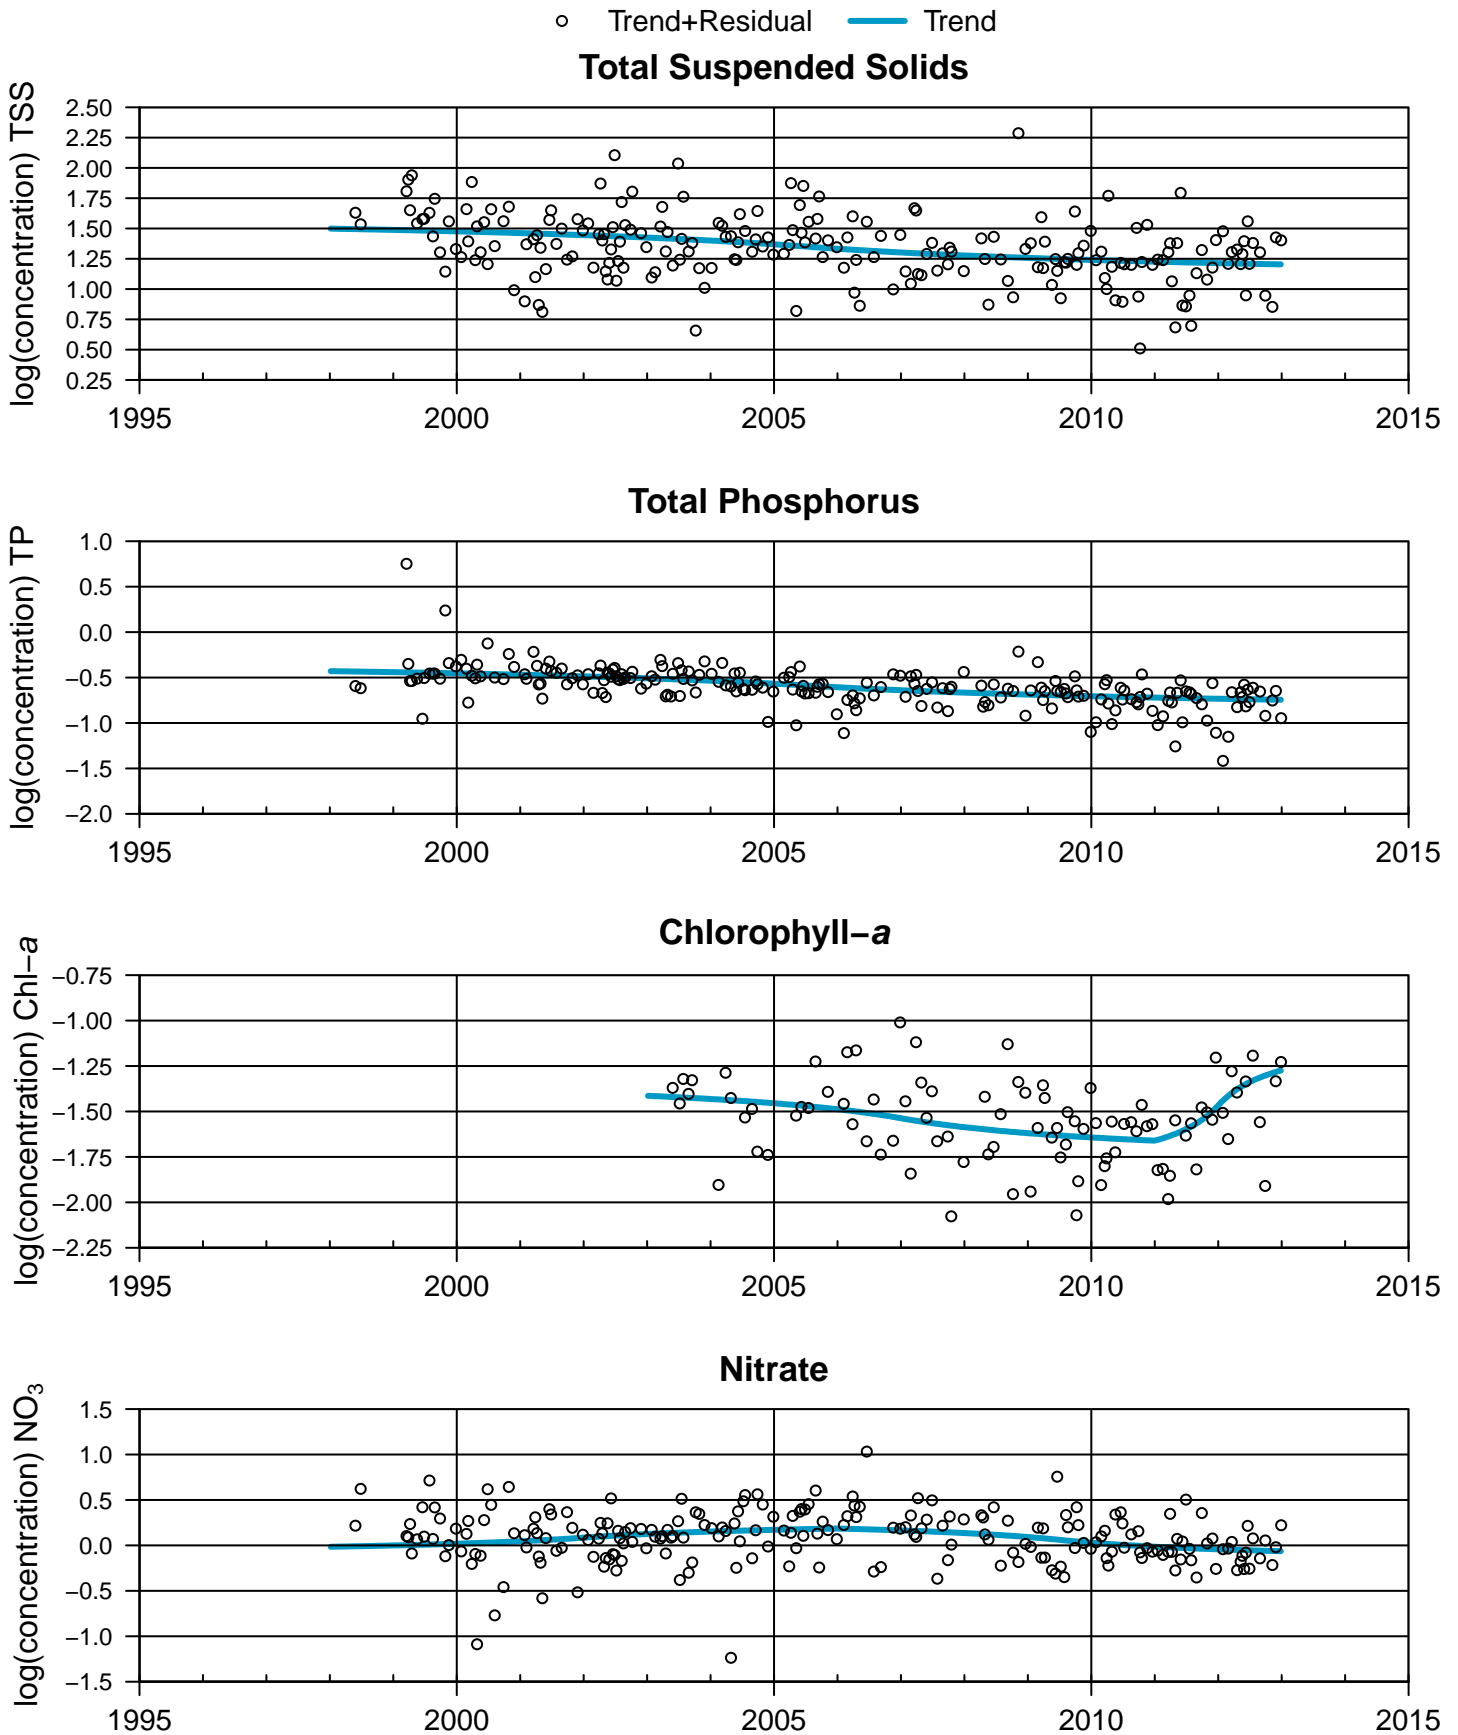 Trend+Residual Trend
Total Suspended Solids
log(concentration) TSS
2.50
2.25
2.00
1.75
1.50
1.25
1.00
0.75
0.50
0.25
1995 2000 2005 2010 2015
Total Phosphorus
log(concentration) TP
1.0
0.5
0.0
−0.5
−1.0
−1.5
−2.0
1995 2000 2005 2010 2015
Chlorophyll−a
log(concentration) Chl−a
−0.75
−1.00
−1.25
−1.50
−1.75
−2.00
−2.25
1995 2000 2005 2010 2015
Nitrate
log(concentration) NO₃
1.5
1.0
0.5
0.0
−0.5
−1.0
−1.5
1995 2000 2005 2010 2015